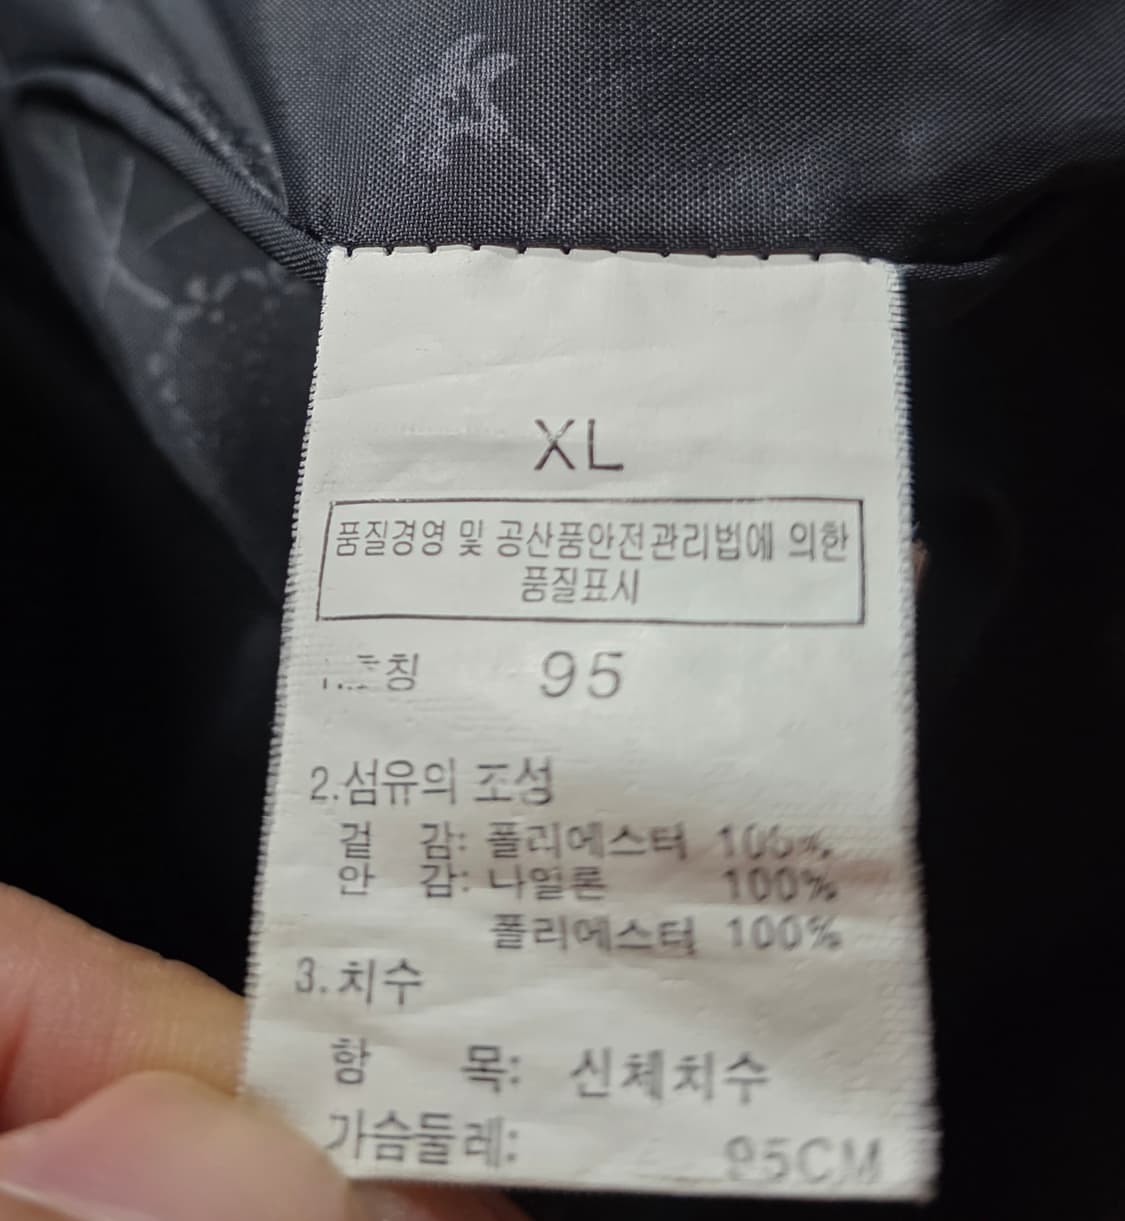 XL
품질경영 및 공산품안전관리법에 의한
품질표시
95
2.섬유의 조성
겉 감: 폴리에스터 100%
안 감: 나일론 100%
폴리에스터 100%
3.치수
항 목: 신체치수
가슴둘레: 95CM